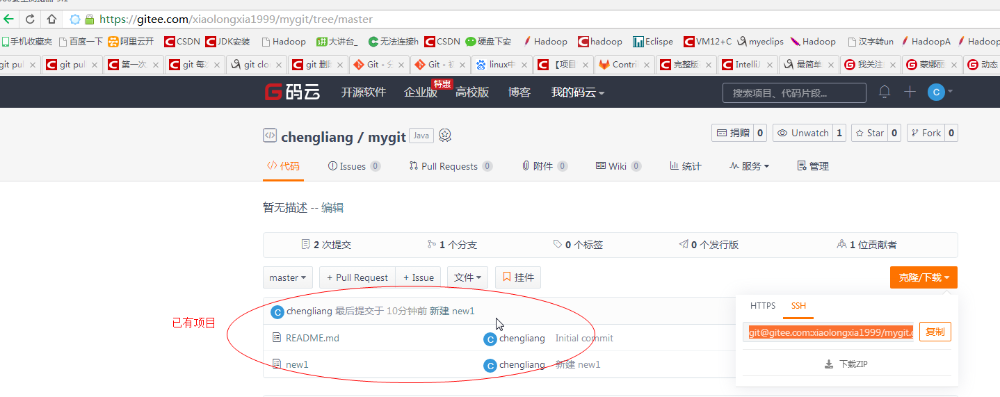 https://gitee.com/xiaolongxia1999/mygit/tree/master
手机收藏夹 百度一下 阿里云开 CSDN JDK安装 Hadoop 大讲台_ 无法连接h CSDN 硬盘下安 Hadoop hadoop Eclispe VM12+C myeclips Hadoop 汉字转un HadoopA Hadoop
git pul git pu 第一次 git 每次 git clo git 删除 Git - 分 Git - 初 linux中 【项目 Contri 完整版 IntelliJ 最简单 我关注 蒙娜丽 动态
码云 开源软件 企业版 特惠 高校版 博客 我的码云 搜索项目、代码片段... C
chengliang / mygit Java 捐赠 0 Unwatch 1 Star 0 Fork 0
代码 Issues 0 Pull Requests 0 附件 0 Wiki 0 统计 服务 管理
暂无描述 -- 编辑
2 次提交 1 个分支 0 个标签 0 个发行版 1 位贡献者
master + Pull Request + Issue 文件 挂件 克隆/下载
HTTPS SSH
C chengliang 最后提交于 10分钟前 新建 new1
已有项目
git@gitee.com:xiaolongxia1999/mygit. 复制
README.md C chengliang Initial commit
new1 C chengliang 新建 new1
下载ZIP